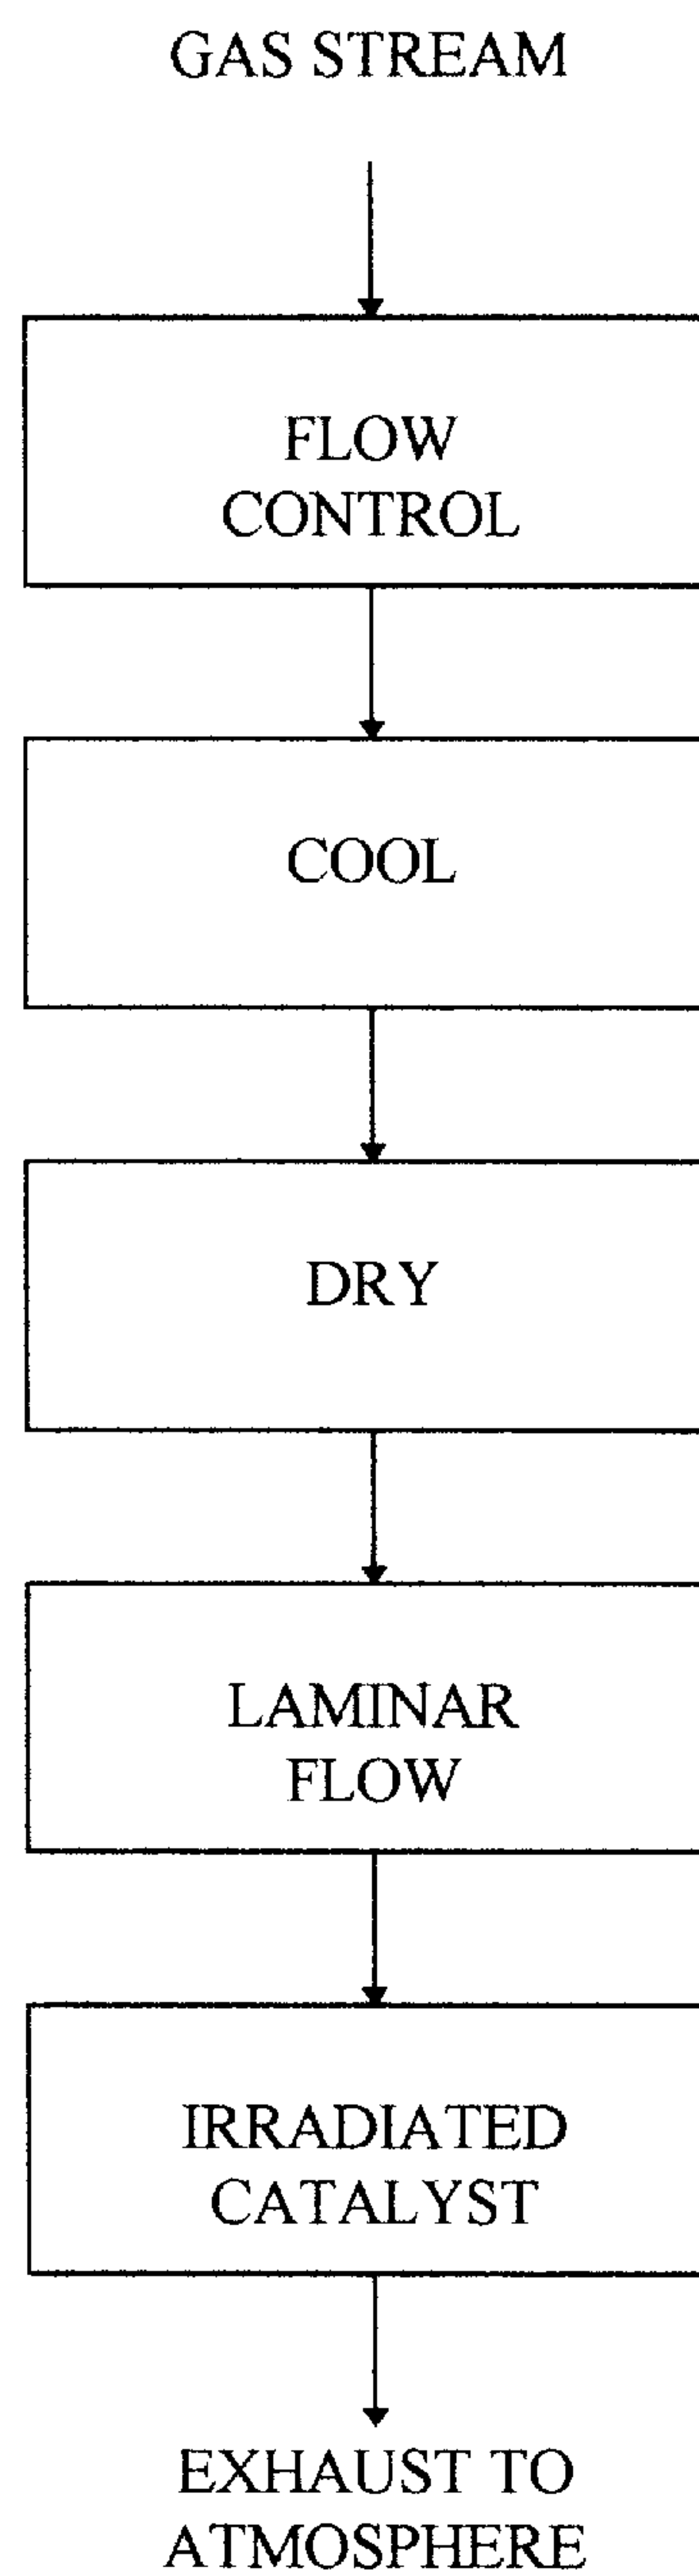 GAS STREAM
FLOW
CONTROL
COOL
DRY
LAMINAR
FLOW
IRRADIATED
CATALYST
EXHAUST TO
ATMOSPHERE